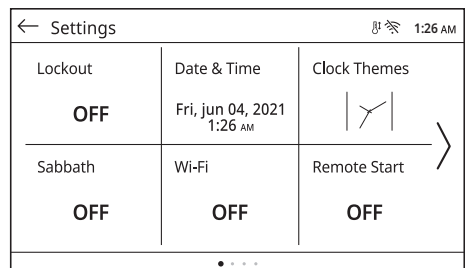 ← Settings 1:26 AM
Lockout Date & Time Clock Themes
OFF Fri, jun 04, 2021
1:26 AM
Sabbath Wi-Fi Remote Start
OFF OFF OFF